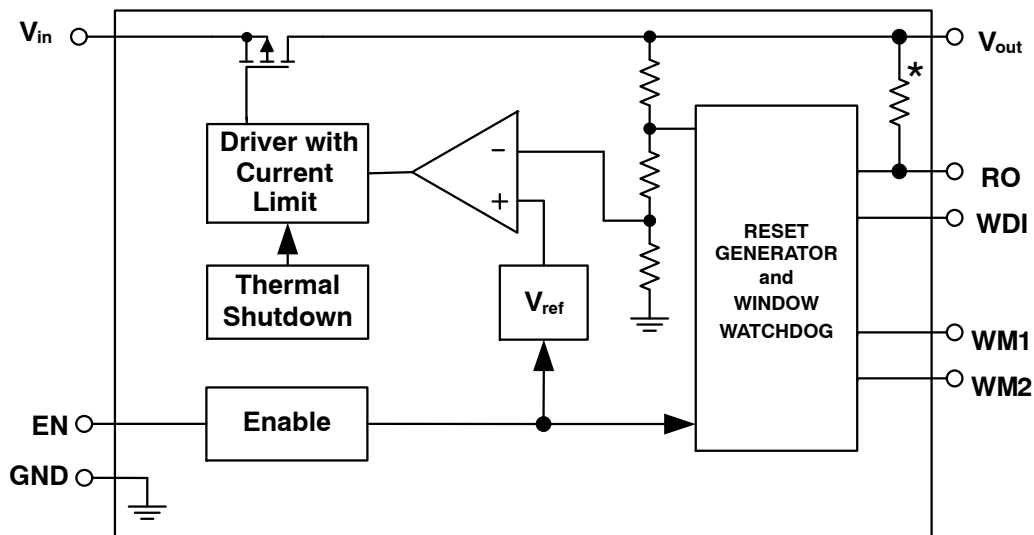 Vin
Vout
*
Driver with
Current
Limit
−
+
RO
WDI
RESET
GENERATOR
and
WINDOW
WATCHDOG
Thermal
Shutdown
Vref
WM1
WM2
EN
Enable
GND